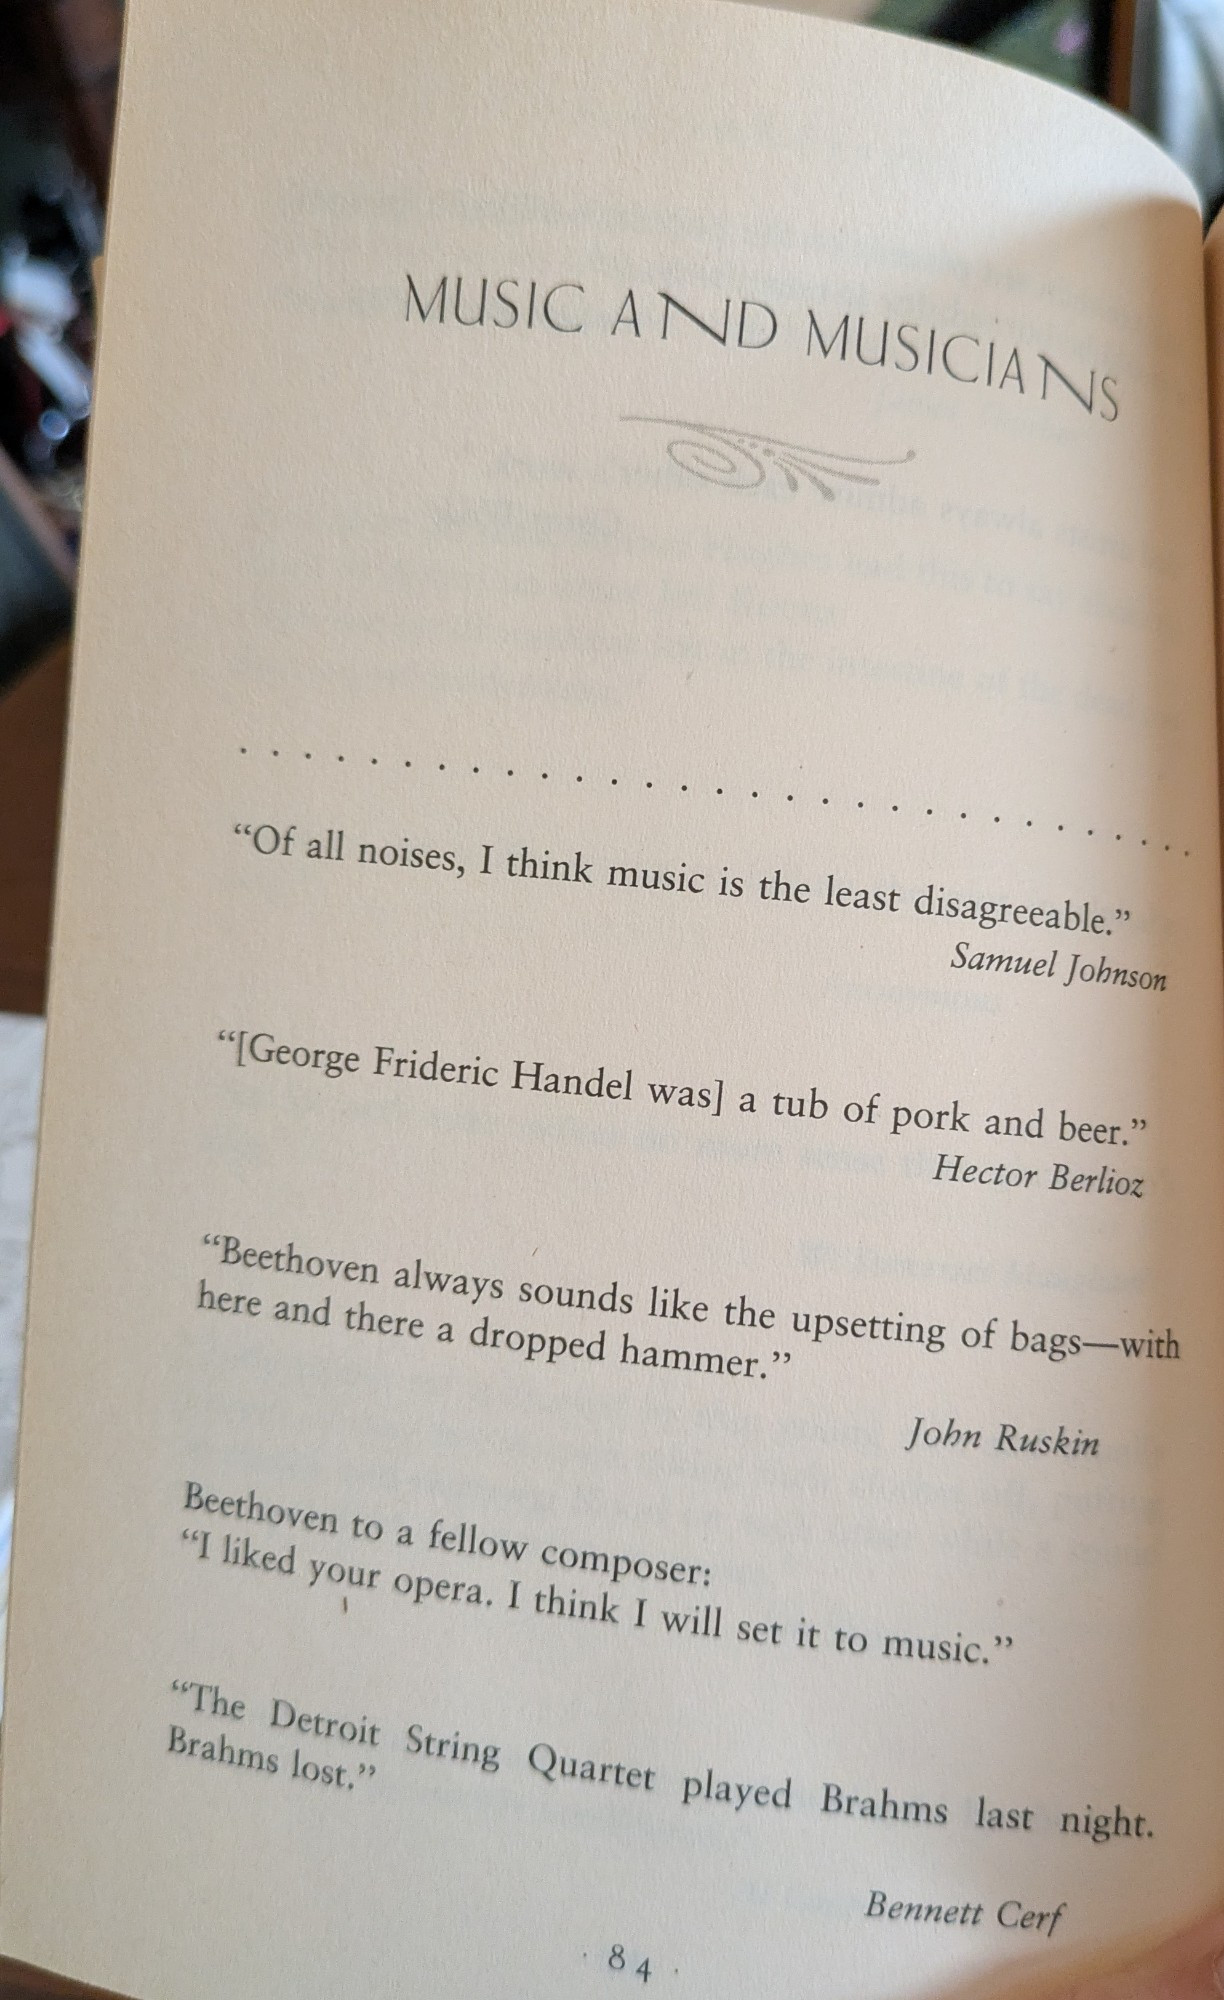 MUSIC AND MUSICIANS
“Of all noises, I think music is the least disagreeable.”
Samuel Johnson
“[George Frideric Handel was] a tub of pork and beer.”
Hector Berlioz
“Beethoven always sounds like the upsetting of bags—with
here and there a dropped hammer.”
John Ruskin
Beethoven to a fellow composer:
“I liked your opera. I think I will set it to music.”
“The Detroit String Quartet played Brahms last night.
Brahms lost.”
Bennett Cerf
· 84 ·